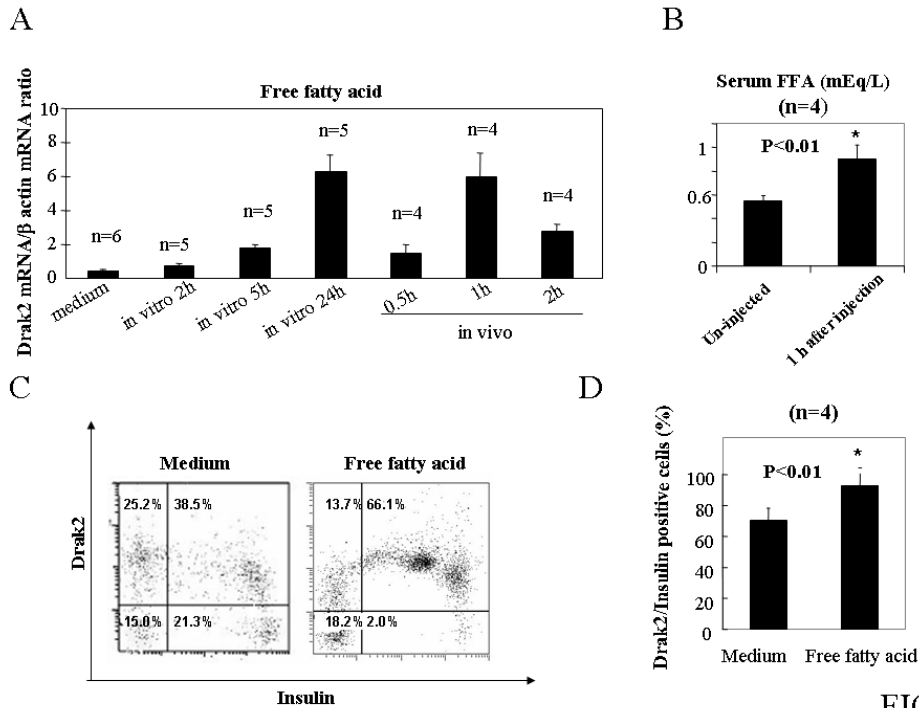 A
Free fatty acid
Drak2 mRNA/β actin mRNA ratio
10
8
6
4
2
0
n=6
n=5
n=5
n=5
n=4
n=4
n=4
medium
in vitro 2h
in vitro 5h
in vitro 24h
0.5h
1h
2h
in vivo
B
Serum FFA (mEq/L)
(n=4)
P<0.01
*
1
0.6
0
Un-injected
1 h after injection
C
Medium
Free fatty acid
Drak2
25.2% 38.5%
15.0% 21.3%
13.7% 66.1%
18.2% 2.0%
Insulin
D
(n=4)
Drak2/Insulin positive cells (%)
P<0.01
*
100
80
60
40
20
0
Medium Free fatty acid